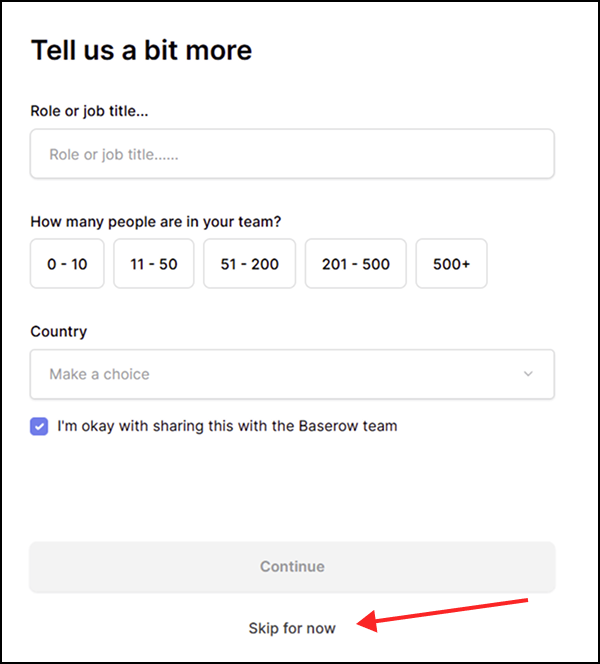 Tell us a bit more
Role or job title...
Role or job title......
How many people are in your team?
0 - 10 11 - 50 51 - 200 201 - 500 500+
Country
Make a choice
I'm okay with sharing this with the Baserow team
Continue
Skip for now